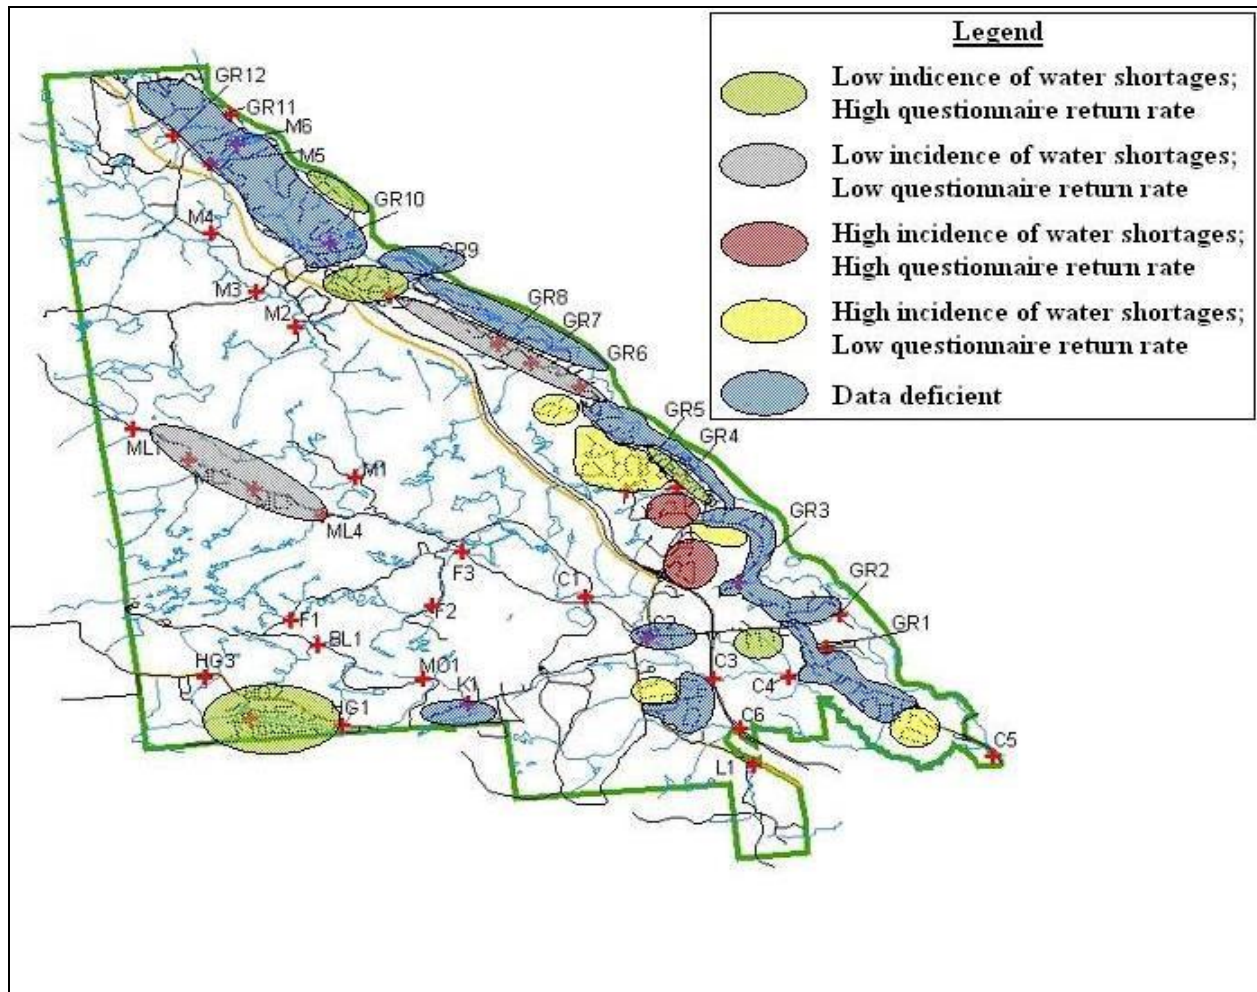 Legend
Low indicence of water shortages;
High questionnaire return rate
Low incidence of water shortages;
Low questionnaire return rate
High incidence of water shortages;
High questionnaire return rate
High incidence of water shortages;
Low questionnaire return rate
Data deficient
GR12
GR11
M6
M5
GR10
M4
GR9
M3
M2
GR8
GR7
GR6
GR5
GR4
ML1
M1
ML4
GR3
F3
C1
GR2
F2
F1
GR1
BL1
HG3
MO1
C3
C4
K1
HG1
C6
C5
L1